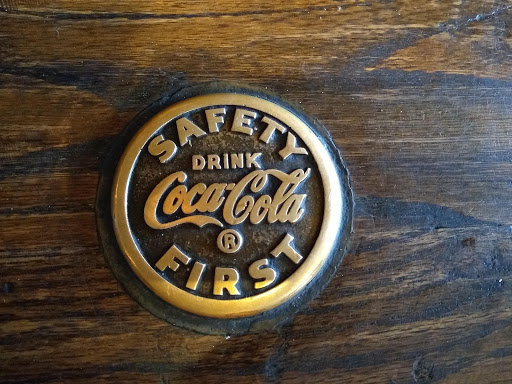 SAFETY
DRINK
Coca-Cola
®
FIRST